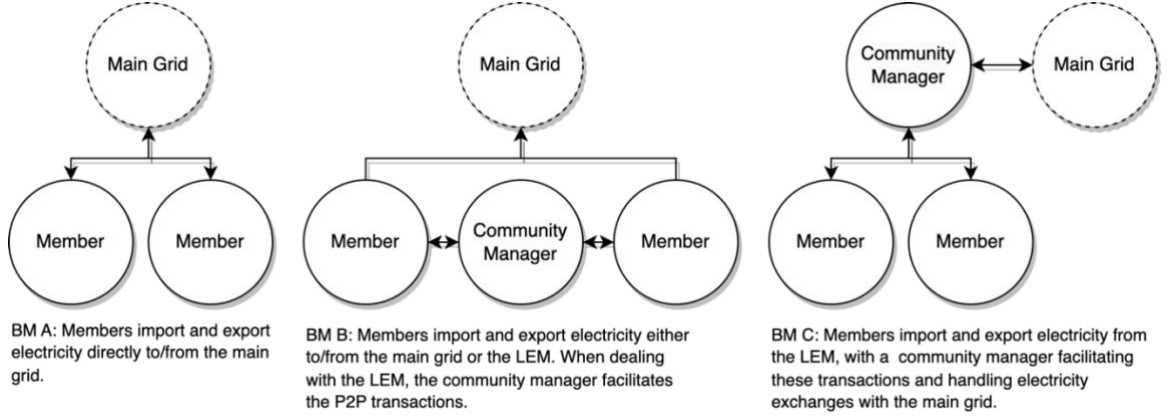 Main Grid
Member
Member
BM A: Members import and export
electricity directly to/from the main
grid.
Main Grid
Member
Community
Manager
Member
BM B: Members import and export electricity either
to/from the main grid or the LEM. When dealing
with the LEM, the community manager facilitates
the P2P transactions.
Community
Manager
Main Grid
Member
Member
BM C: Members import and export electricity from
the LEM, with a community manager facilitating
these transactions and handling electricity
exchanges with the main grid.